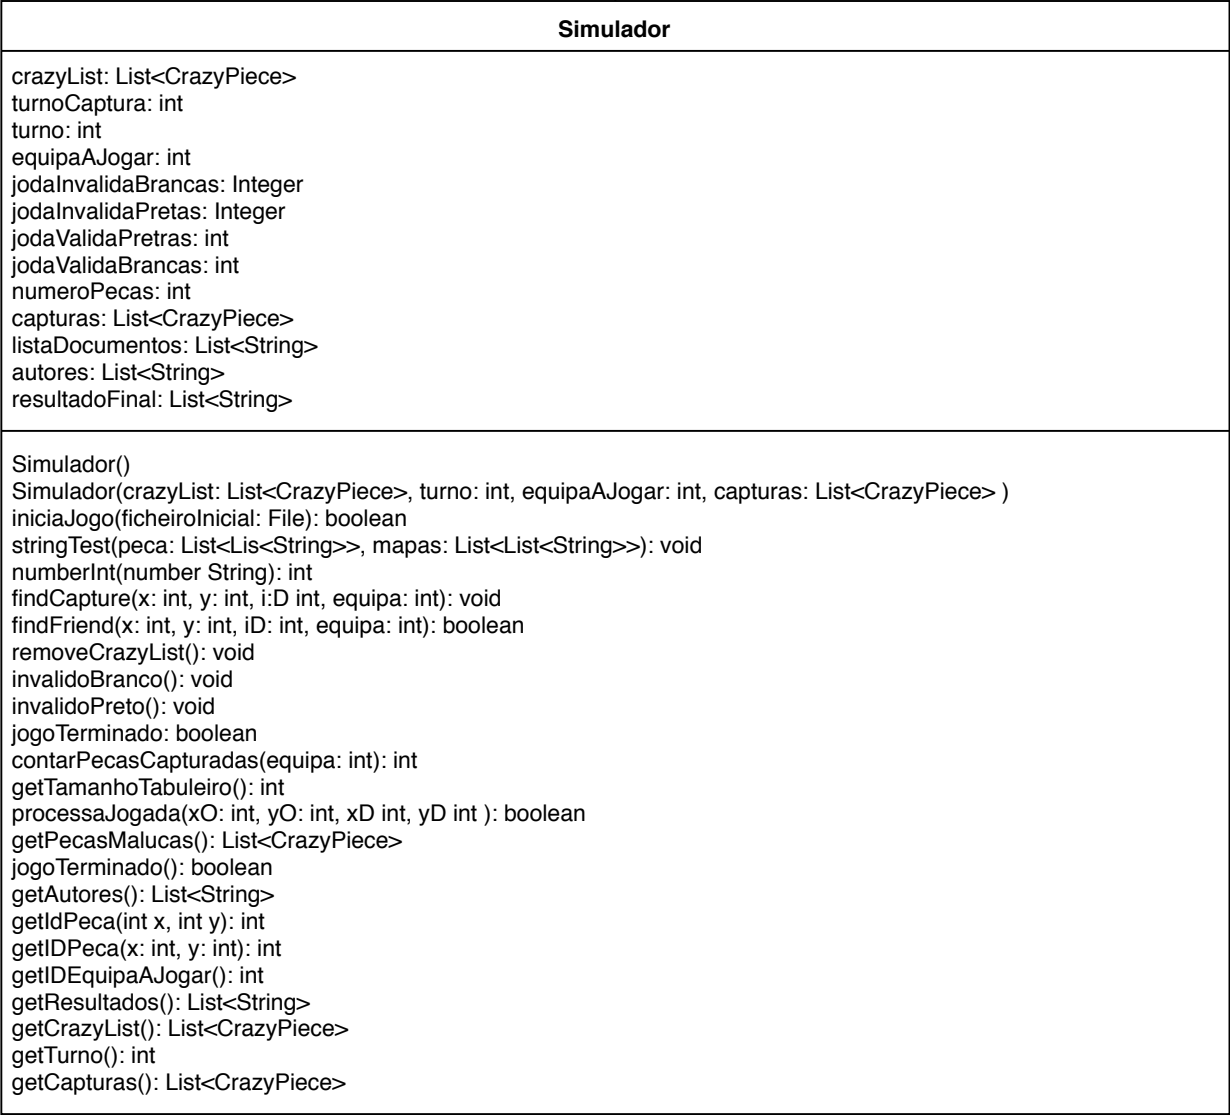 Simulador
crazyList: List<CrazyPiece>
turnoCaptura: int
turno: int
equipaAJogar: int
jodaInvalidaBrancas: Integer
jodaInvalidaPretas: Integer
jodaValidaPretras: int
jodaValidaBrancas: int
numeroPecas: int
capturas: List<CrazyPiece>
listaDocumentos: List<String>
autores: List<String>
resultadoFinal: List<String>
Simulador()
Simulador(crazyList: List<CrazyPiece>, turno: int, equipaAJogar: int, capturas: List<CrazyPiece> )
iniciaJogo(ficheiroInicial: File): boolean
stringTest(peca: List<Lis<String>>, mapas: List<List<String>>): void
numberInt(number String): int
findCapture(x: int, y: int, i:D int, equipa: int): void
findFriend(x: int, y: int, iD: int, equipa: int): boolean
removeCrazyList(): void
invalidoBranco(): void
invalidoPreto(): void
jogoTerminado: boolean
contarPecasCapturadas(equipa: int): int
getTamanhoTabuleiro(): int
processaJogada(xO: int, yO: int, xD int, yD int ): boolean
getPecasMalucas(): List<CrazyPiece>
jogoTerminado(): boolean
getAutores(): List<String>
getIdPeca(int x, int y): int
getIDPeca(x: int, y: int): int
getIDEquipaAJogar(): int
getResultados(): List<String>
getCrazyList(): List<CrazyPiece>
getTurno(): int
getCapturas(): List<CrazyPiece>